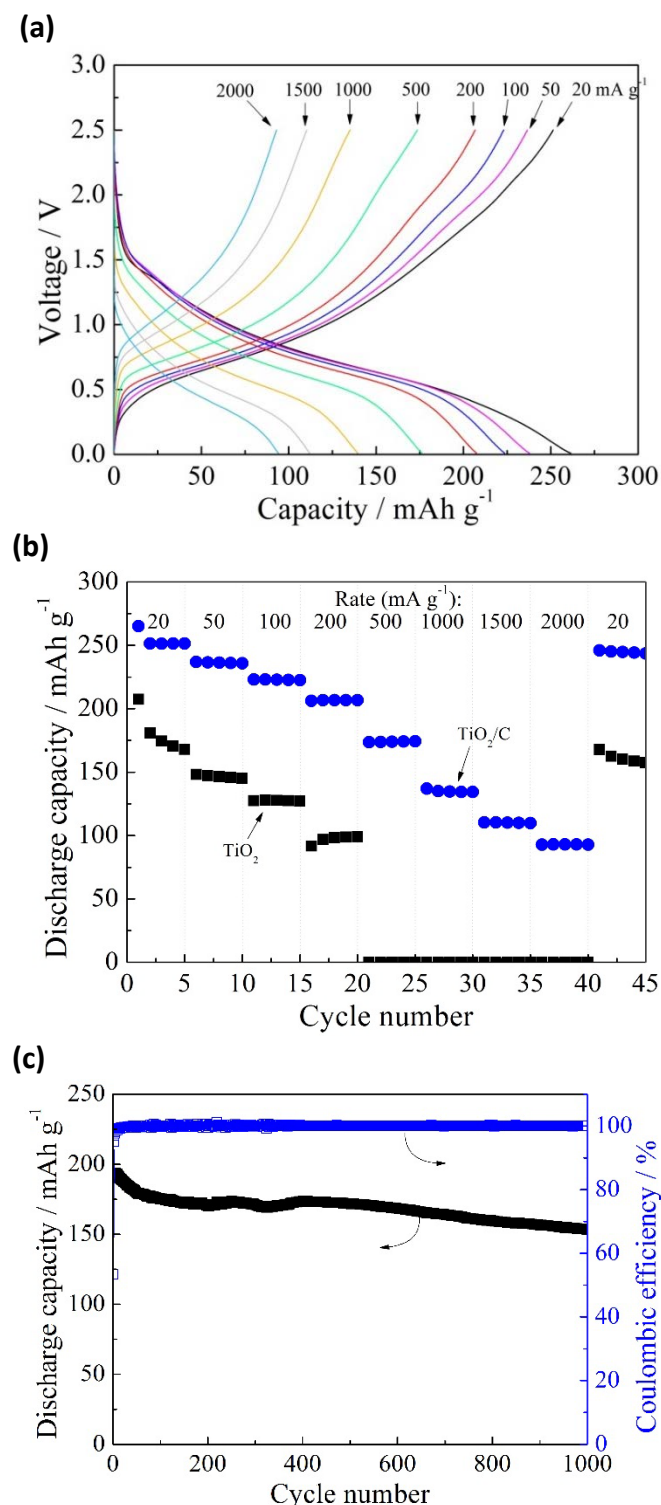 (a)
2000 1500 1000 500 200 100 50 20 mA g⁻¹
3.0
2.5
2.0
1.5
1.0
0.5
0.0
Voltage / V
0 50 100 150 200 250 300
Capacity / mAh g⁻¹
(b)
Rate (mA g⁻¹):
20 50 100 200 500 1000 1500 2000 20
300
250
200
150
100
50
0
Discharge capacity / mAh g⁻¹
TiO₂/C
TiO₂
0 5 10 15 20 25 30 35 40 45
Cycle number
(c)
250
200
175
150
125
100
75
50
25
0
Discharge capacity / mAh g⁻¹
100
80
60
40
20
0
Coulombic efficiency / %
0 200 400 600 800 1000
Cycle number